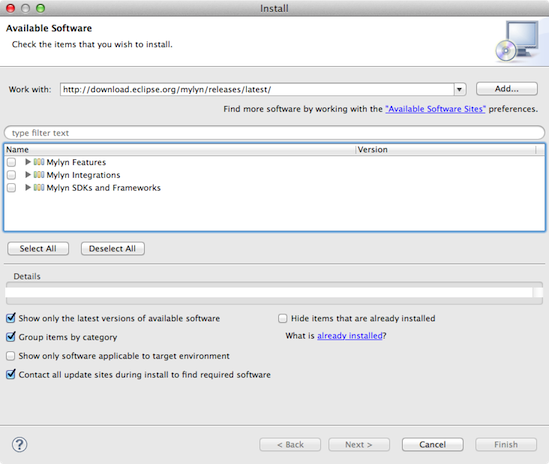 Install
Available Software
Check the items that you wish to install.
Work with: http://download.eclipse.org/mylyn/releases/latest/ Add...
Find more software by working with the "Available Software Sites" preferences.
type filter text
Name Version
Mylyn Features
Mylyn Integrations
Mylyn SDKs and Frameworks
Select All Deselect All
Details
Show only the latest versions of available software Hide items that are already installed
Group items by category What is already installed?
Show only software applicable to target environment
Contact all update sites during install to find required software
? < Back Next > Cancel Finish